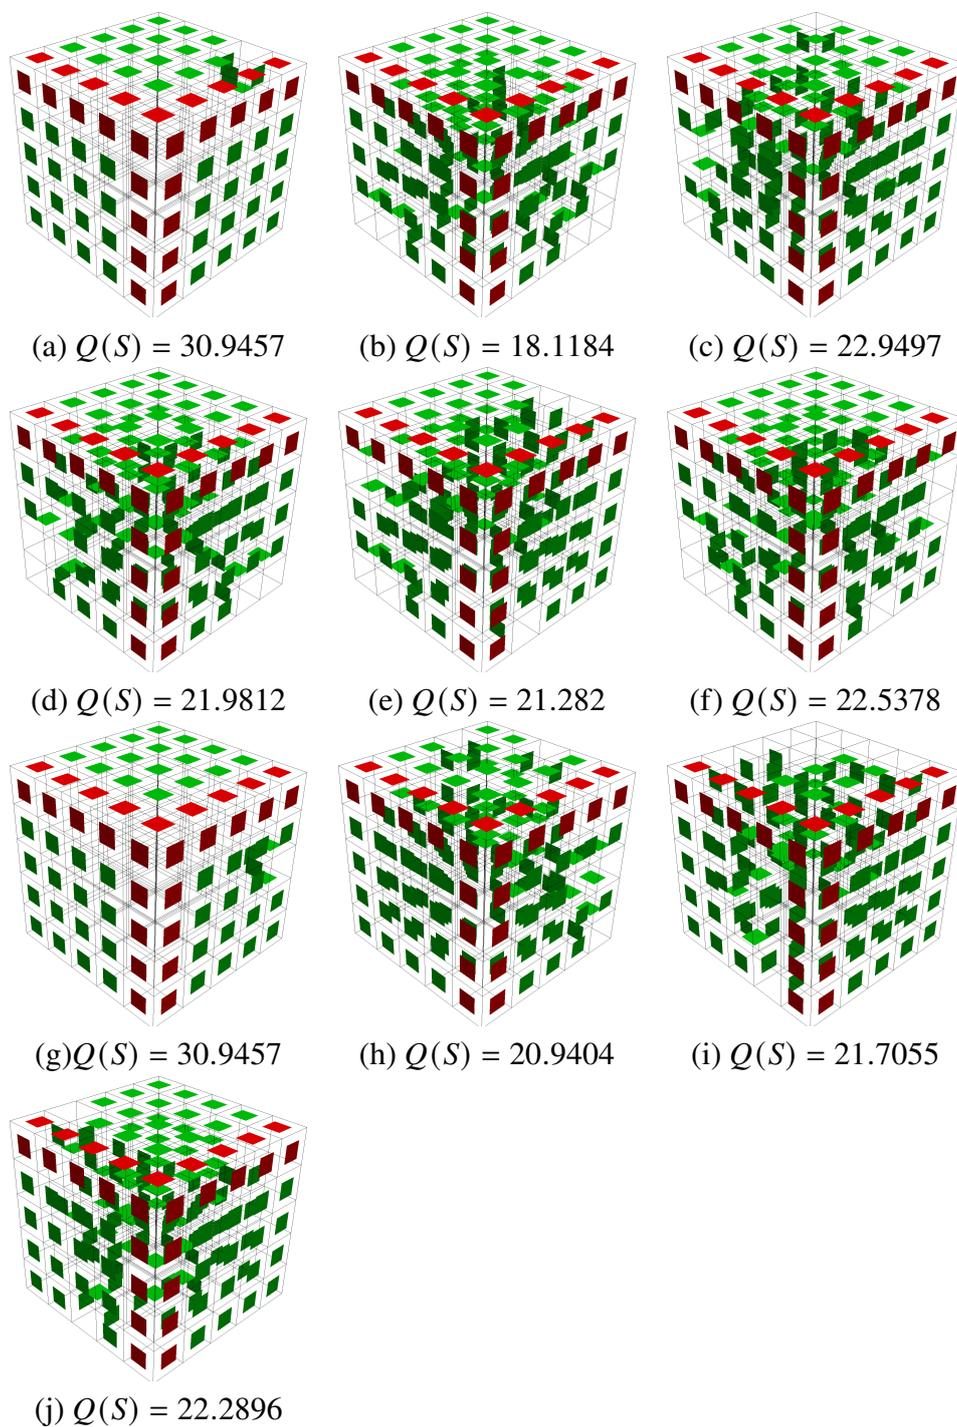 (a) Q(S) = 30.9457
(b) Q(S) = 18.1184
(c) Q(S) = 22.9497
(d) Q(S) = 21.9812
(e) Q(S) = 21.282
(f) Q(S) = 22.5378
(g)Q(S) = 30.9457
(h) Q(S) = 20.9404
(i) Q(S) = 21.7055
(j) Q(S) = 22.2896